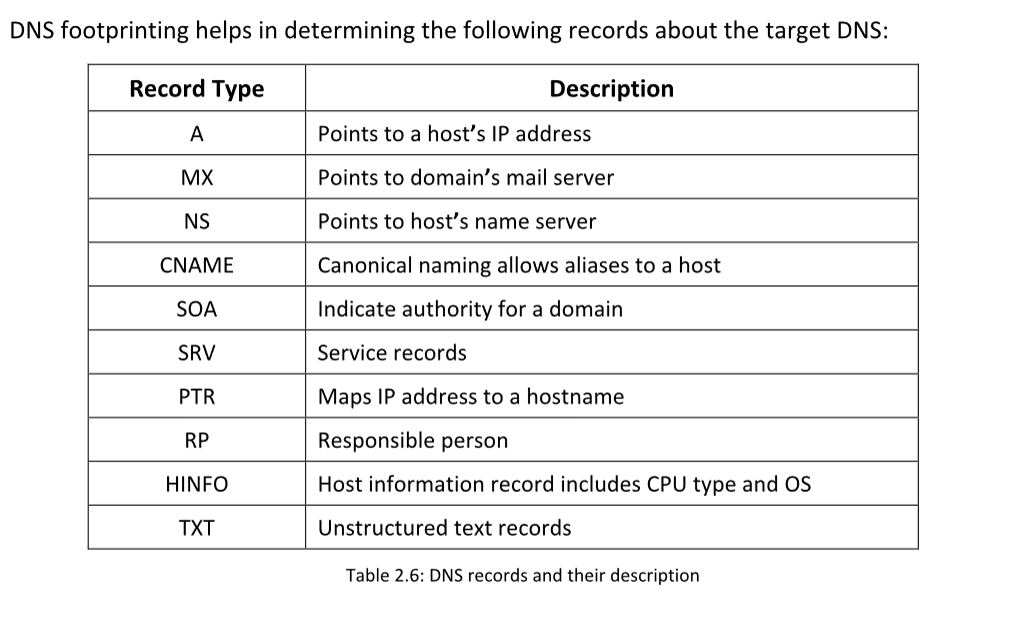 DNS footprinting helps in determining the following records about the target DNS:
Record Type Description
A Points to a host's IP address
MX Points to domain's mail server
NS Points to host's name server
CNAME Canonical naming allows aliases to a host
SOA Indicate authority for a domain
SRV Service records
PTR Maps IP address to a hostname
RP Responsible person
HINFO Host information record includes CPU type and OS
TXT Unstructured text records
Table 2.6: DNS records and their description